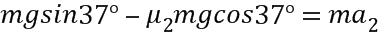 mgsin37° − μ₂mgcos37° = ma₂